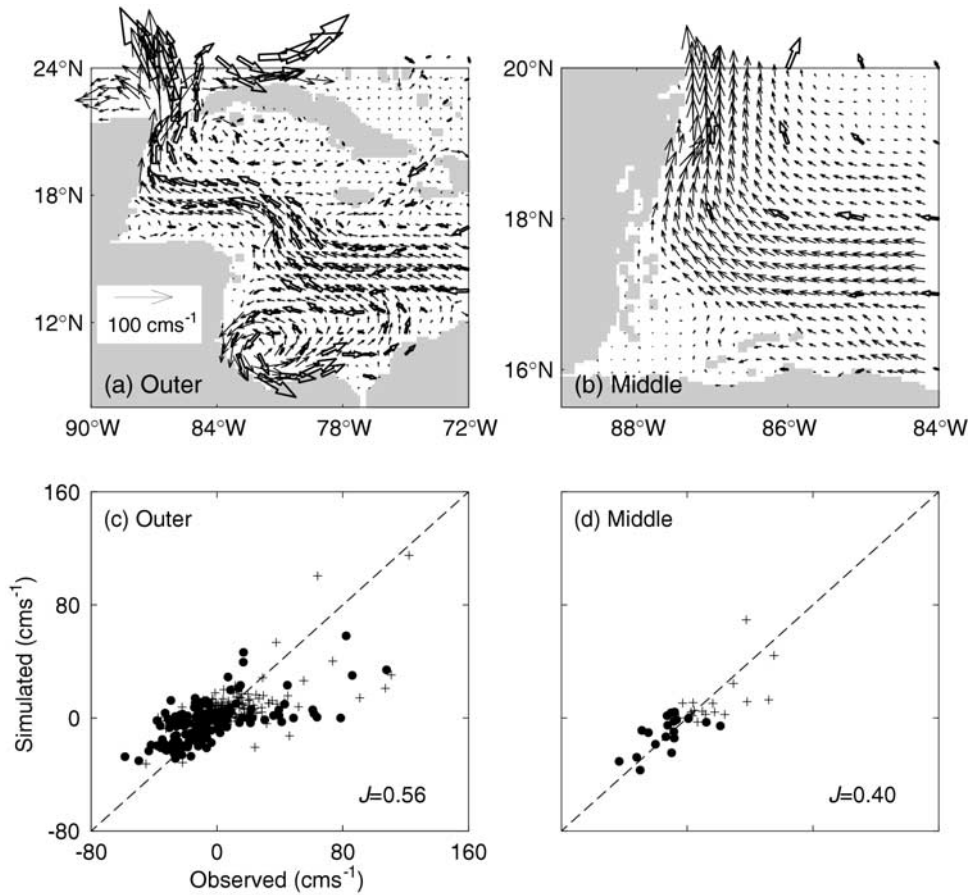 24°N
18°N
12°N
100 cms-1
(a) Outer
90°W 84°W 78°W 72°W
20°N
18°N
16°N
(b) Middle
88°W 86°W 84°W
160
80
0
-80
Simulated (cms-1)
(c) Outer
J=0.56
-80 0 80 160
Observed (cms-1)
(d) Middle
J=0.40